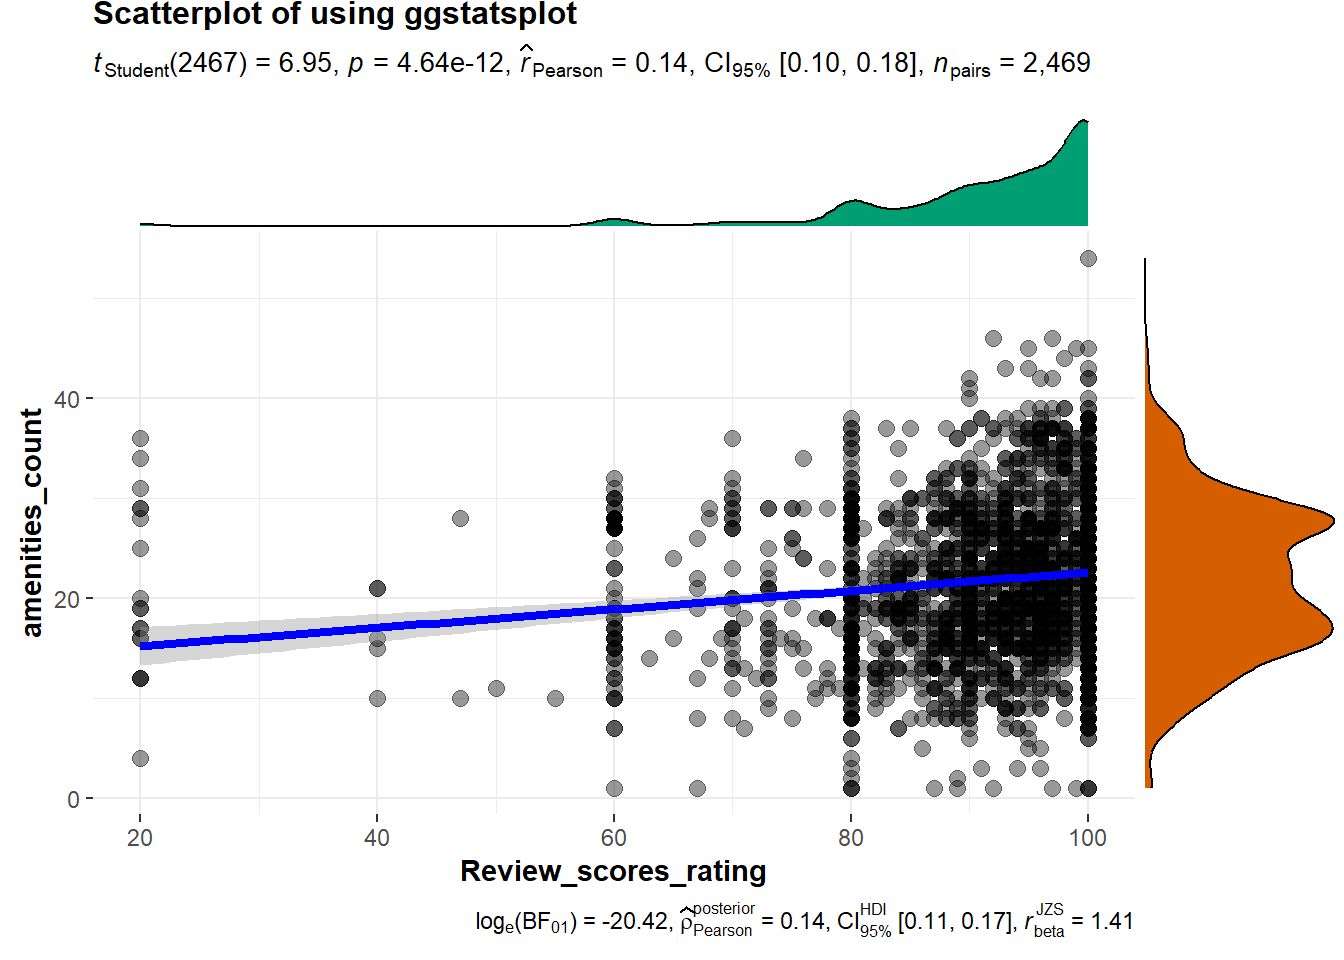 Scatterplot of using ggstatsplot
tStudent(2467) = 6.95, p = 4.64e-12, r̂Pearson = 0.14, CI95% [0.10, 0.18], npairs = 2,469
amenities_count
40
20
0
20 40 60 80 100
Review_scores_rating
loge(BF01) = -20.42, ρ̂posteriorPearson = 0.14, CIHDI95% [0.11, 0.17], rJZSbeta = 1.41